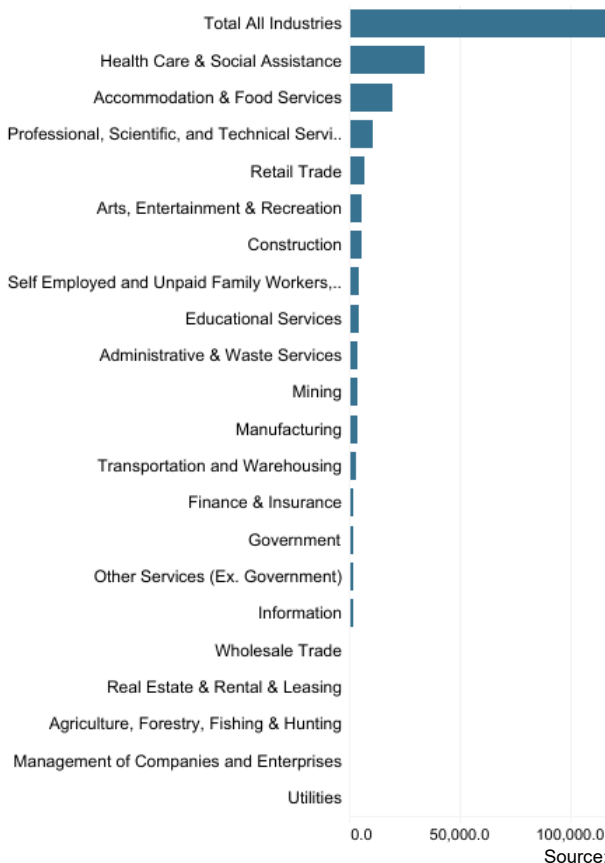 Total All Industries
Health Care & Social Assistance
Accommodation & Food Services
Professional, Scientific, and Technical Servi..
Retail Trade
Arts, Entertainment & Recreation
Construction
Self Employed and Unpaid Family Workers,..
Educational Services
Administrative & Waste Services
Mining
Manufacturing
Transportation and Warehousing
Finance & Insurance
Government
Other Services (Ex. Government)
Information
Wholesale Trade
Real Estate & Rental & Leasing
Agriculture, Forestry, Fishing & Hunting
Management of Companies and Enterprises
Utilities
0.0 50,000.0 100,000.0
Source: